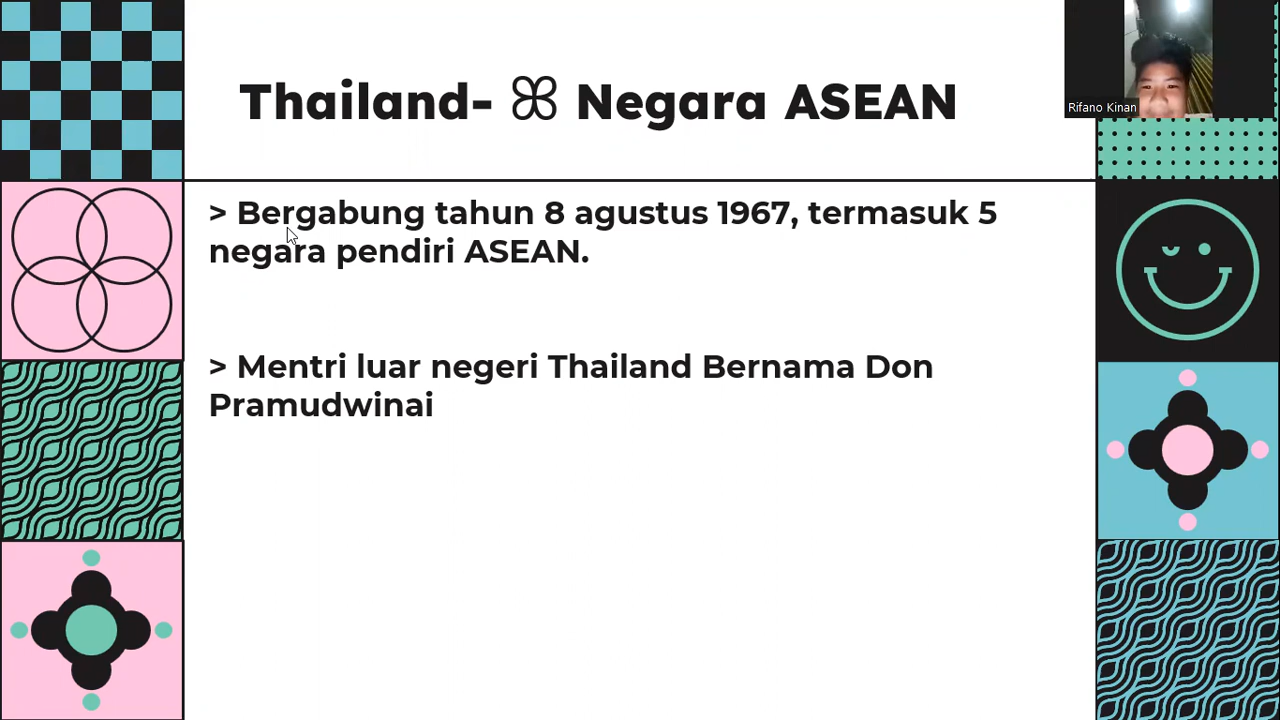 Thailand- Negara ASEAN
Rifano Kinan
> Bergabung tahun 8 agustus 1967, termasuk 5
negara pendiri ASEAN.
> Mentri luar negeri Thailand Bernama Don
Pramudwinai